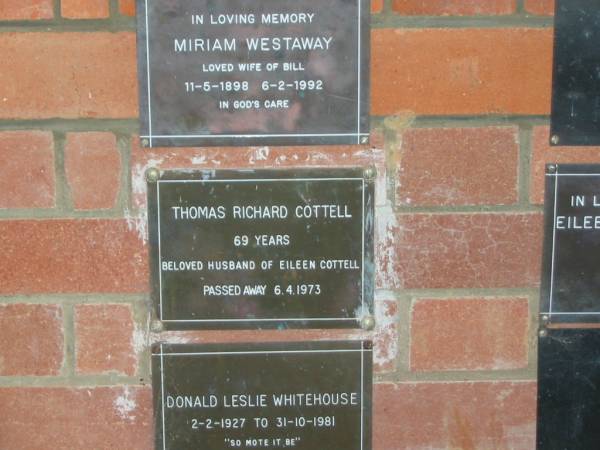 IN LOVING MEMORY
MIRIAM WESTAWAY
LOVED WIFE OF BILL
11-5-1898 6-2-1992
IN GOD'S CARE
THOMAS RICHARD COTTELL
69 YEARS
BELOVED HUSBAND OF EILEEN COTTELL
PASSED AWAY 6.4.1973
DONALD LESLIE WHITEHOUSE
2-2-1927 TO 31-10-1981
"SO MOTE IT BE"
IN L
EILE